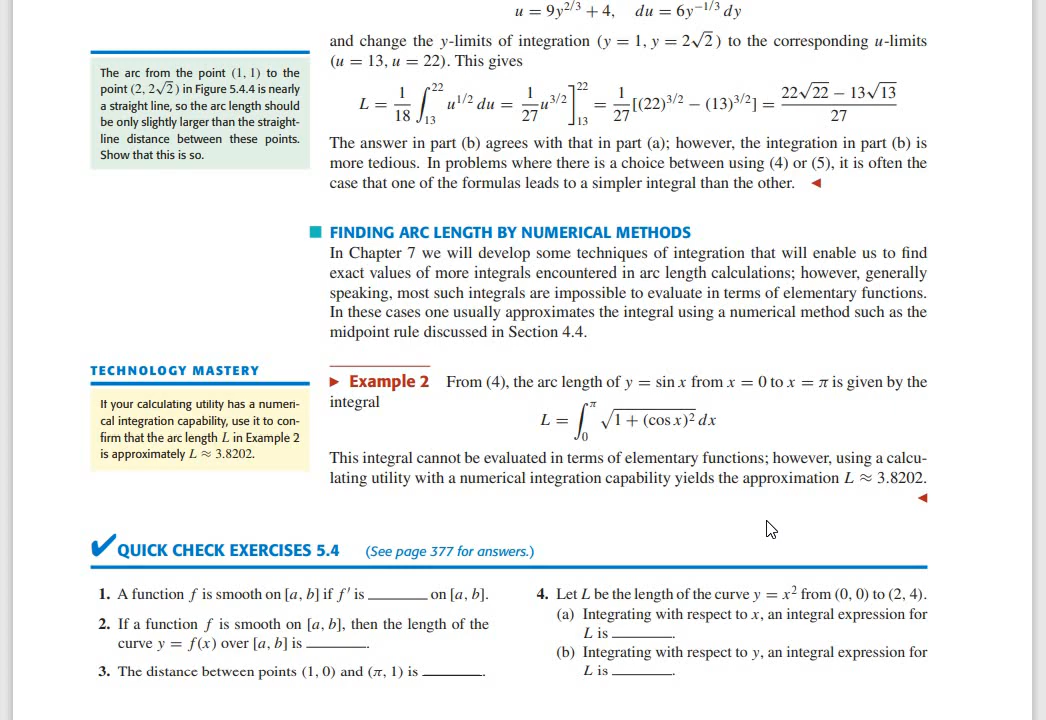 u = 9y^{2/3} + 4, du = 6y^{−1/3} dy
and change the y-limits of integration (y = 1, y = 2√2) to the corresponding u-limits
(u = 13, u = 22). This gives
L = 1/18 ∫_{13}^{22} u^{1/2} du = 1/27 u^{3/2}]_{13}^{22} = 1/27 [(22)^{3/2} − (13)^{3/2}] = (22√22 − 13√13)/27
The answer in part (b) agrees with that in part (a); however, the integration in part (b) is
more tedious. In problems where there is a choice between using (4) or (5), it is often the
case that one of the formulas leads to a simpler integral than the other. ◄
The arc from the point (1, 1) to the
point (2, 2√2) in Figure 5.4.4 is nearly
a straight line, so the arc length should
be only slightly larger than the straight-
line distance between these points.
Show that this is so.
■ FINDING ARC LENGTH BY NUMERICAL METHODS
In Chapter 7 we will develop some techniques of integration that will enable us to find
exact values of more integrals encountered in arc length calculations; however, generally
speaking, most such integrals are impossible to evaluate in terms of elementary functions.
In these cases one usually approximates the integral using a numerical method such as the
midpoint rule discussed in Section 4.4.
TECHNOLOGY MASTERY
If your calculating utility has a numeri-
cal integration capability, use it to con-
firm that the arc length L in Example 2
is approximately L ≈ 3.8202.
► Example 2 From (4), the arc length of y = sin x from x = 0 to x = π is given by the
integral
L = ∫_0^π √(1 + (cos x)²) dx
This integral cannot be evaluated in terms of elementary functions; however, using a calcu-
lating utility with a numerical integration capability yields the approximation L ≈ 3.8202.
◄
✔ QUICK CHECK EXERCISES 5.4 (See page 377 for answers.)
1. A function f is smooth on [a, b] if f′ is ______ on [a, b].
2. If a function f is smooth on [a, b], then the length of the
curve y = f(x) over [a, b] is ______.
3. The distance between points (1, 0) and (π, 1) is ______.
4. Let L be the length of the curve y = x² from (0, 0) to (2, 4).
(a) Integrating with respect to x, an integral expression for
L is ______.
(b) Integrating with respect to y, an integral expression for
L is ______.